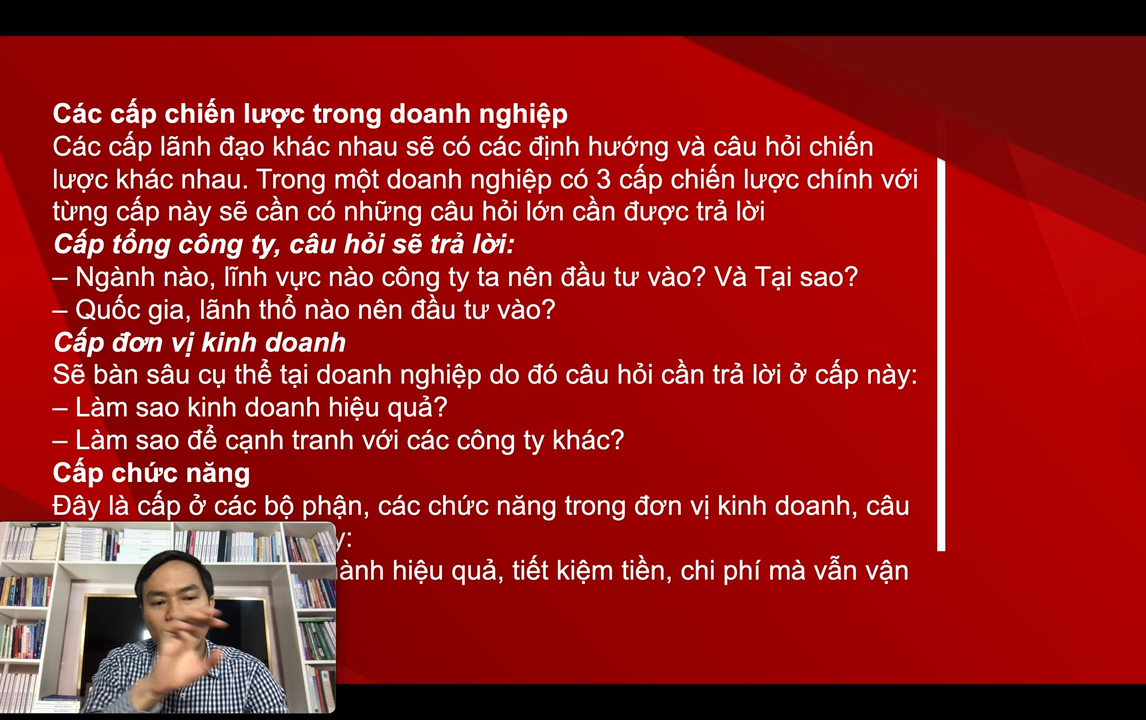 Các cấp chiến lược trong doanh nghiệp
Các cấp lãnh đạo khác nhau sẽ có các định hướng và câu hỏi chiến
lược khác nhau. Trong một doanh nghiệp có 3 cấp chiến lược chính với
từng cấp này sẽ cần có những câu hỏi lớn cần được trả lời
Cấp tổng công ty, câu hỏi sẽ trả lời:
– Ngành nào, lĩnh vực nào công ty ta nên đầu tư vào? Và Tại sao?
– Quốc gia, lãnh thổ nào nên đầu tư vào?
Cấp đơn vị kinh doanh
Sẽ bàn sâu cụ thể tại doanh nghiệp do đó câu hỏi cần trả lời ở cấp này:
– Làm sao kinh doanh hiệu quả?
– Làm sao để cạnh tranh với các công ty khác?
Cấp chức năng
Đây là cấp ở các bộ phận, các chức năng trong đơn vị kinh doanh, câu
hiệu quả, tiết kiệm tiền, chi phí mà vẫn vận